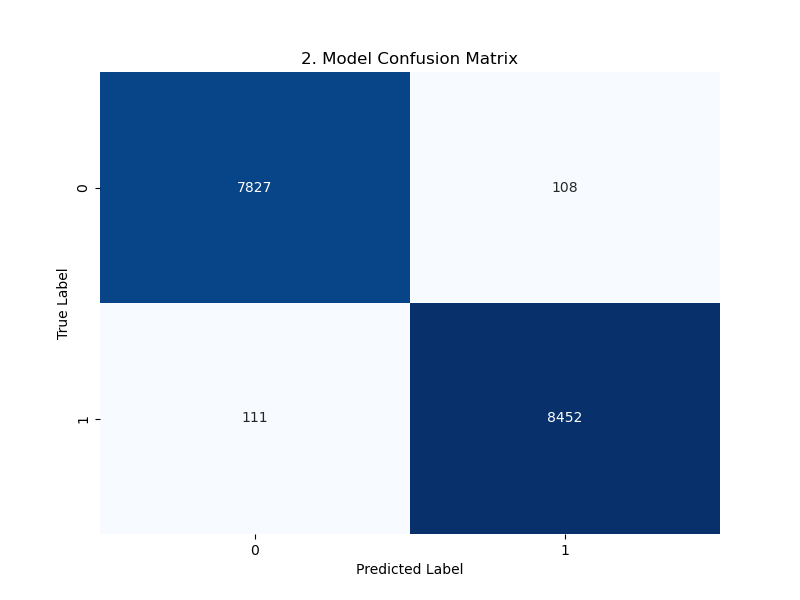 2. Model Confusion Matrix
True Label
0
7827
108
1
111
8452
0
1
Predicted Label